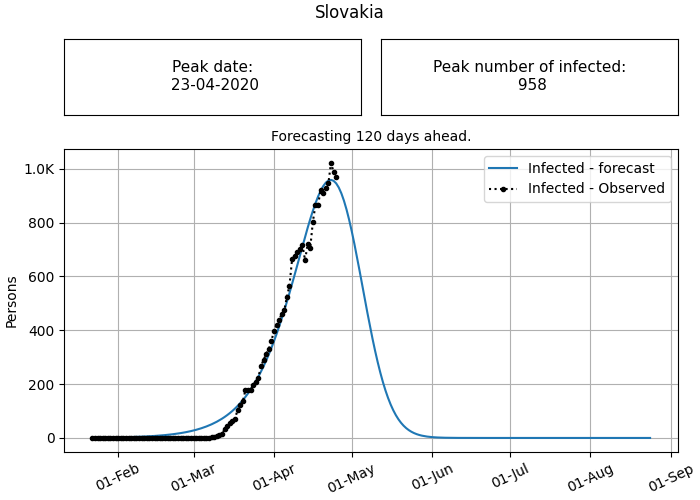 Slovakia
Peak date:
23-04-2020
Peak number of infected:
958
Forecasting 120 days ahead.
Infected - forecast
Infected - Observed
Persons
1.0K
800
600
400
200
0
01-Feb
01-Mar
01-Apr
01-May
01-Jun
01-Jul
01-Aug
01-Sep